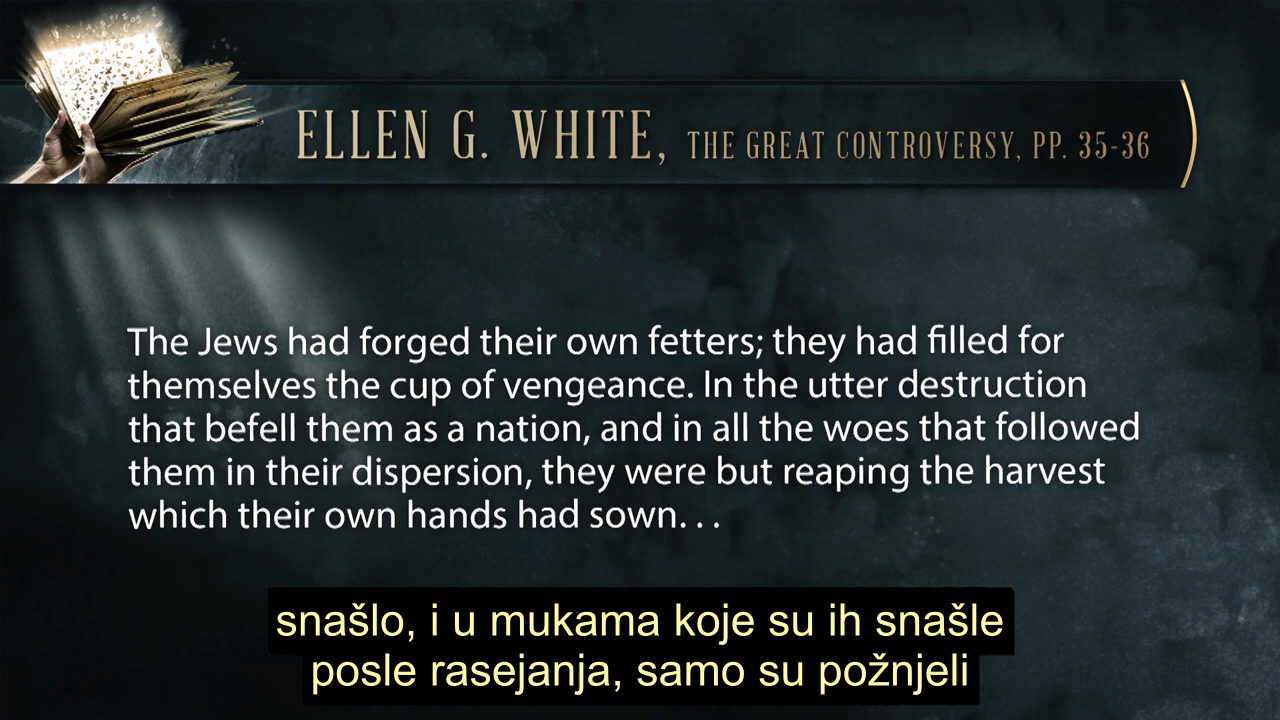 ELLEN G. WHITE, THE GREAT CONTROVERSY, PP. 35-36
The Jews had forged their own fetters; they had filled for
themselves the cup of vengeance. In the utter destruction
that befell them as a nation, and in all the woes that followed
them in their dispersion, they were but reaping the harvest
which their own hands had sown. . .
snašlo, i u mukama koje su ih snašle
posle rasejanja, samo su požnjeli